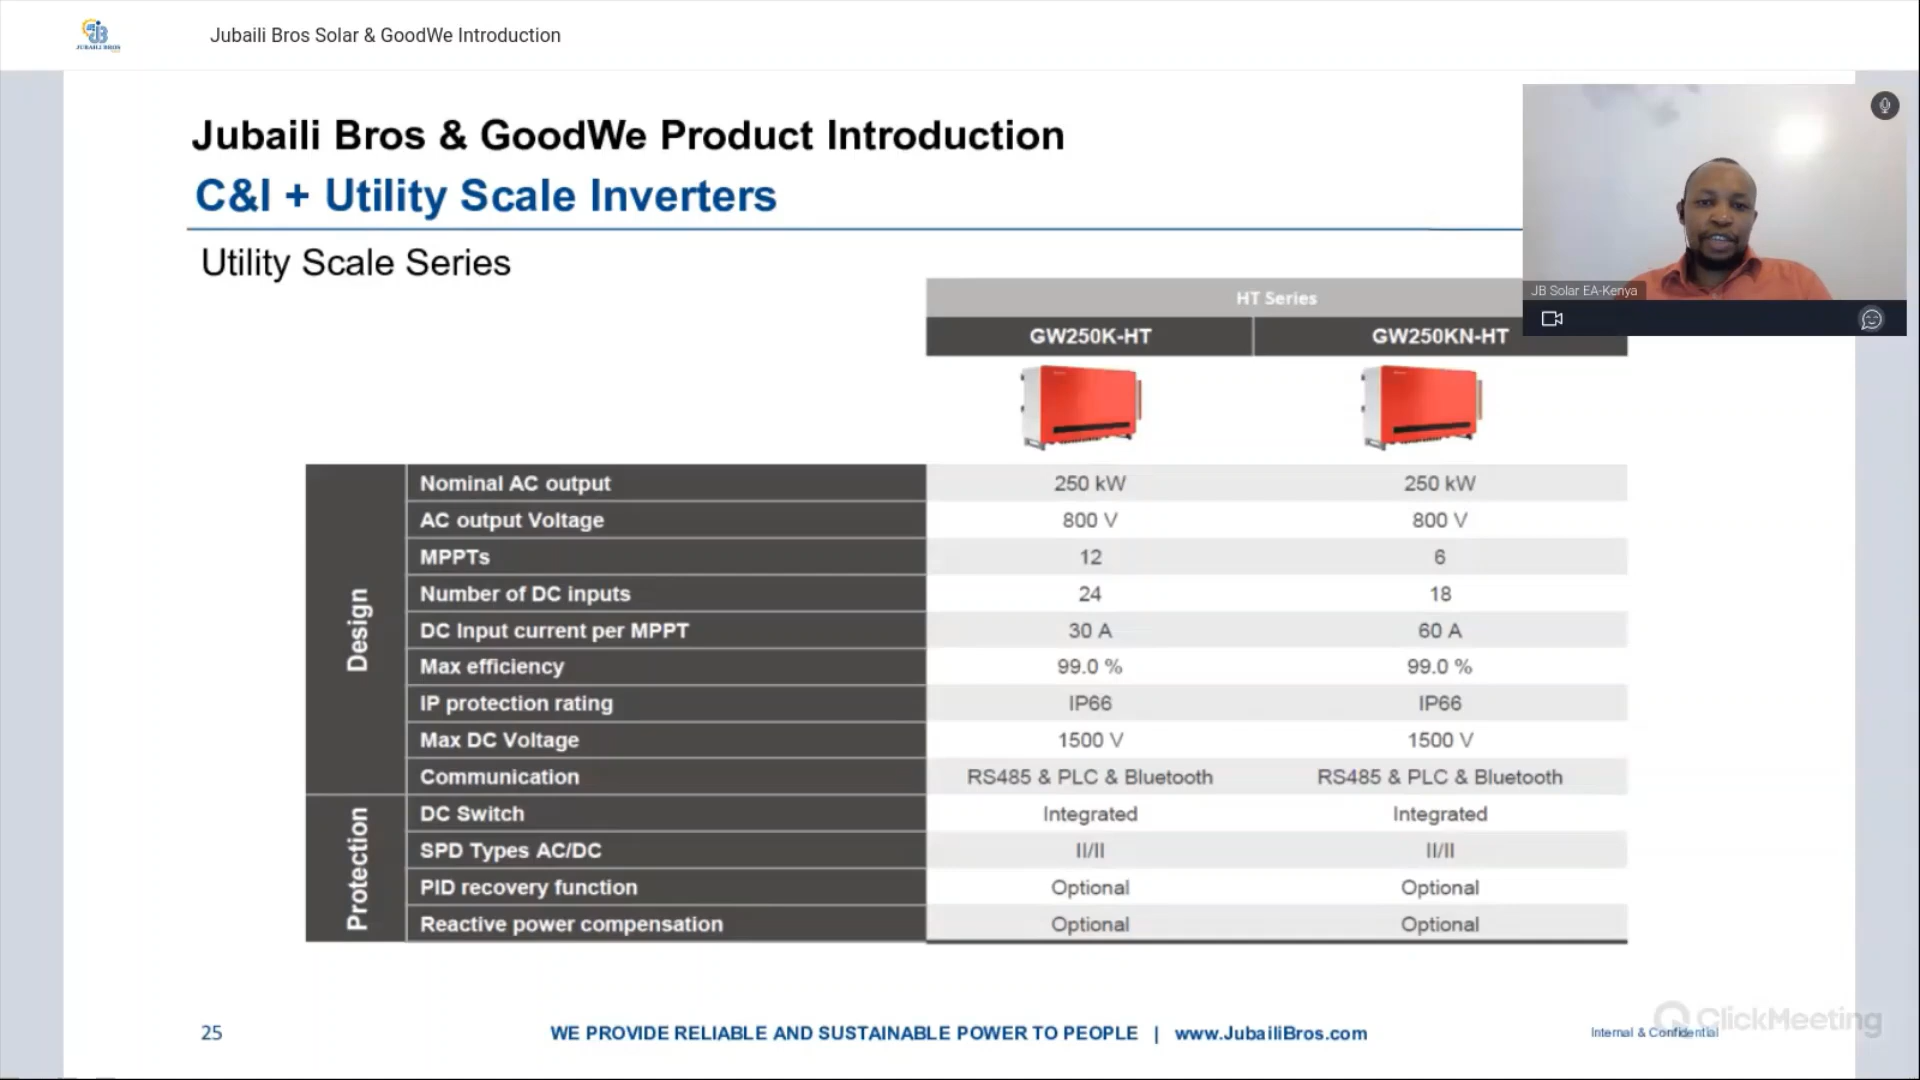 JUBAILI BROS
Jubaili Bros Solar & GoodWe Introduction
Jubaili Bros & GoodWe Product Introduction
C&I + Utility Scale Inverters
Utility Scale Series
JB Solar EA-Kenya
HT Series
GW250K-HT GW250KN-HT
Design
Nominal AC output 250 kW 250 kW
AC output Voltage 800 V 800 V
MPPTs 12 6
Number of DC inputs 24 18
DC Input current per MPPT 30 A 60 A
Max efficiency 99.0 % 99.0 %
IP protection rating IP66 IP66
Max DC Voltage 1500 V 1500 V
Communication RS485 & PLC & Bluetooth RS485 & PLC & Bluetooth
Protection
DC Switch Integrated Integrated
SPD Types AC/DC II/II II/II
PID recovery function Optional Optional
Reactive power compensation Optional Optional
25 WE PROVIDE RELIABLE AND SUSTAINABLE POWER TO PEOPLE | www.JubailiBros.com Internal & Confidential
ClickMeeting